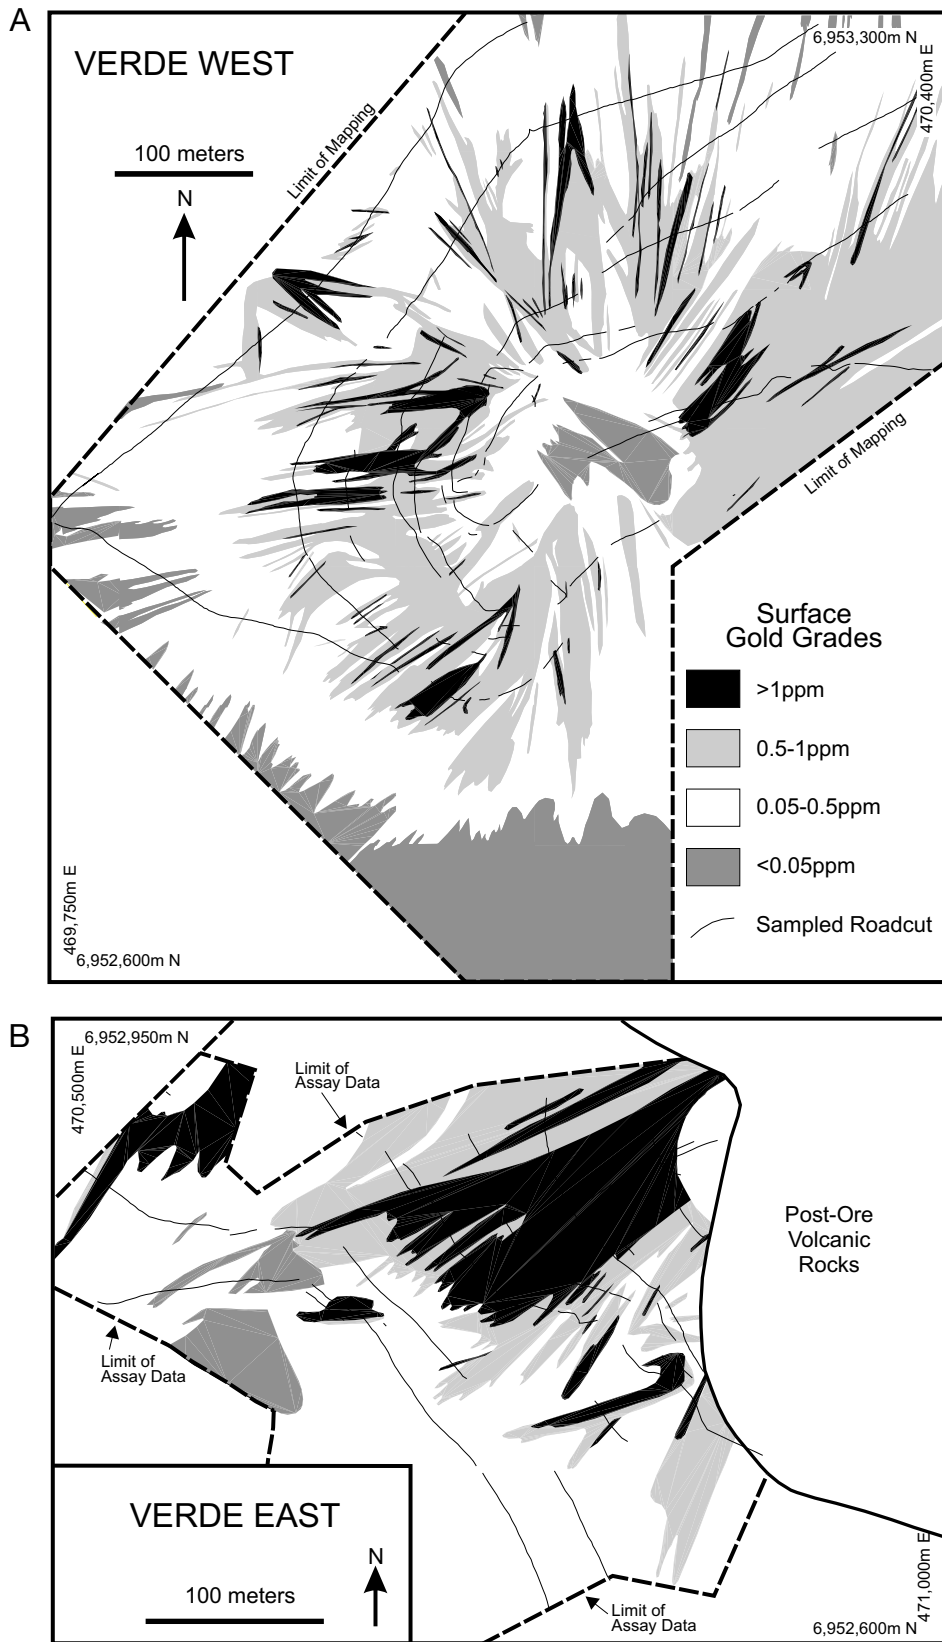 A
VERDE WEST
6,953,300m N
470,400m E
Limit of Mapping
100 meters
N
Limit of Mapping
Surface
Gold Grades
>1ppm
0.5-1ppm
0.05-0.5ppm
<0.05ppm
Sampled Roadcut
469,750m E
6,952,600m N
B
6,952,950m N
470,500m E
Limit of
Assay Data
Post-Ore
Volcanic
Rocks
Limit of
Assay Data
VERDE EAST
N
100 meters
Limit of
Assay Data
471,000m E
6,952,600m N